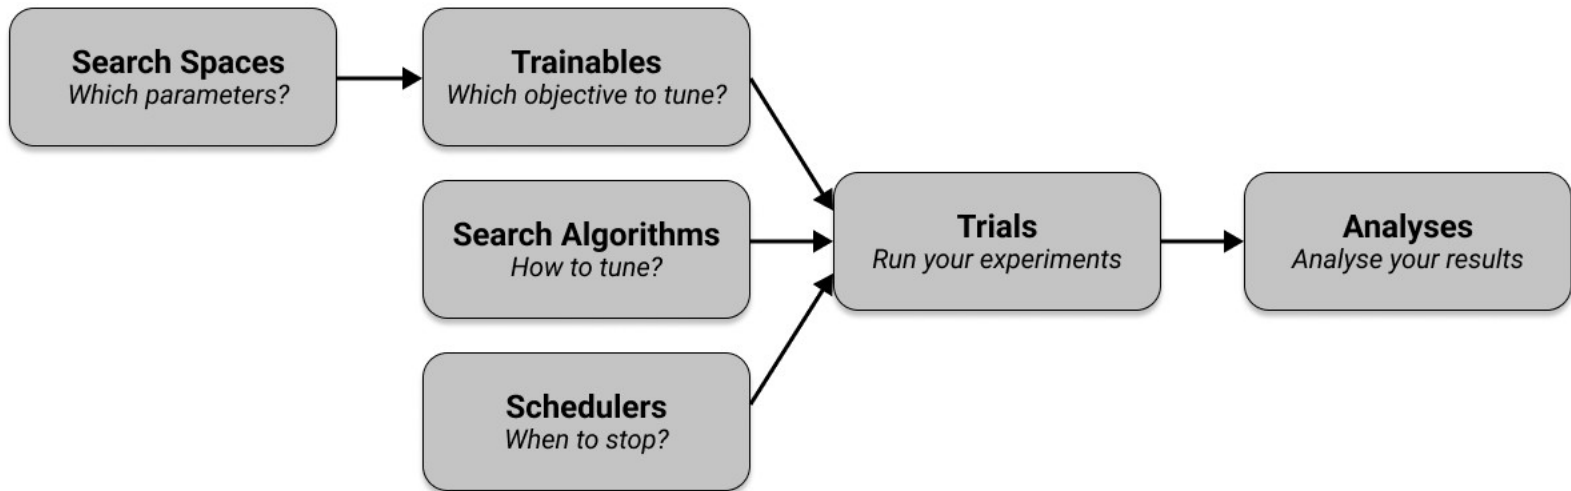 Search Spaces
Which parameters?
Trainables
Which objective to tune?
Search Algorithms
How to tune?
Schedulers
When to stop?
Trials
Run your experiments
Analyses
Analyse your results